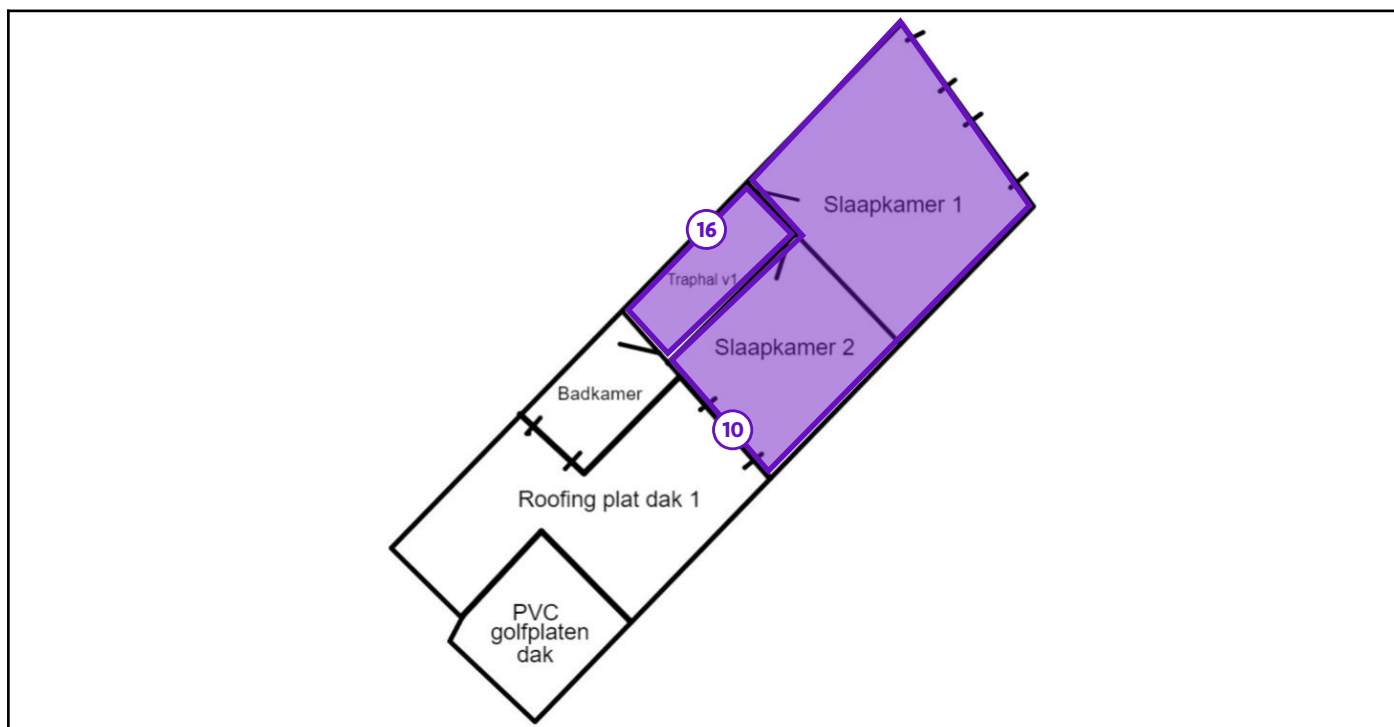 Slaapkamer 1
16
Traphal v1
Slaapkamer 2
Badkamer
10
Roofing plat dak 1
PVC
golfplaten
dak